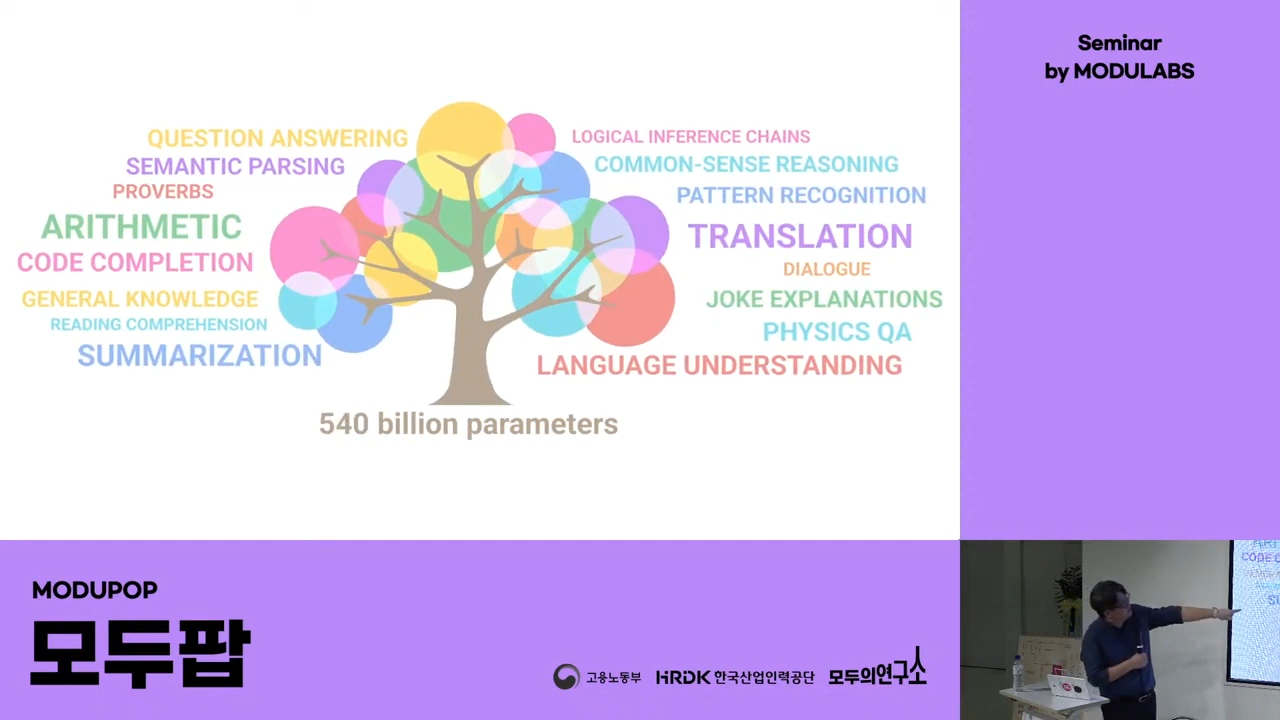 QUESTION ANSWERING
SEMANTIC PARSING
PROVERBS
ARITHMETIC
CODE COMPLETION
GENERAL KNOWLEDGE
READING COMPREHENSION
SUMMARIZATION
LOGICAL INFERENCE CHAINS
COMMON-SENSE REASONING
PATTERN RECOGNITION
TRANSLATION
DIALOGUE
JOKE EXPLANATIONS
PHYSICS QA
LANGUAGE UNDERSTANDING
540 billion parameters
Seminar
by MODULABS
MODUPOP
모두팝
고용노동부
HRDK 한국산업인력공단
모두의연구소